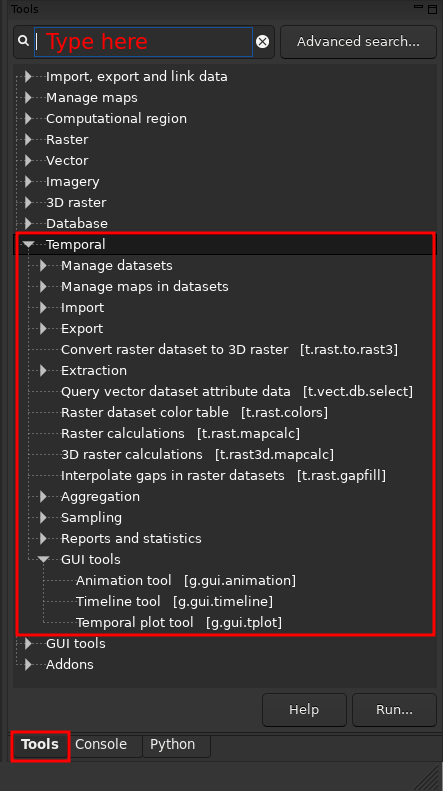 Tools
Type here
Advanced search...
Import, export and link data
Manage maps
Computational region
Raster
Vector
Imagery
3D raster
Database
Temporal
Manage datasets
Manage maps in datasets
Import
Export
Convert raster dataset to 3D raster [t.rast.to.rast3]
Extraction
Query vector dataset attribute data [t.vect.db.select]
Raster dataset color table [t.rast.colors]
Raster calculations [t.rast.mapcalc]
3D raster calculations [t.rast3d.mapcalc]
Interpolate gaps in raster datasets [t.rast.gapfill]
Aggregation
Sampling
Reports and statistics
GUI tools
Animation tool [g.gui.animation]
Timeline tool [g.gui.timeline]
Temporal plot tool [g.gui.tplot]
GUI tools
Addons
Help Run...
Tools Console Python